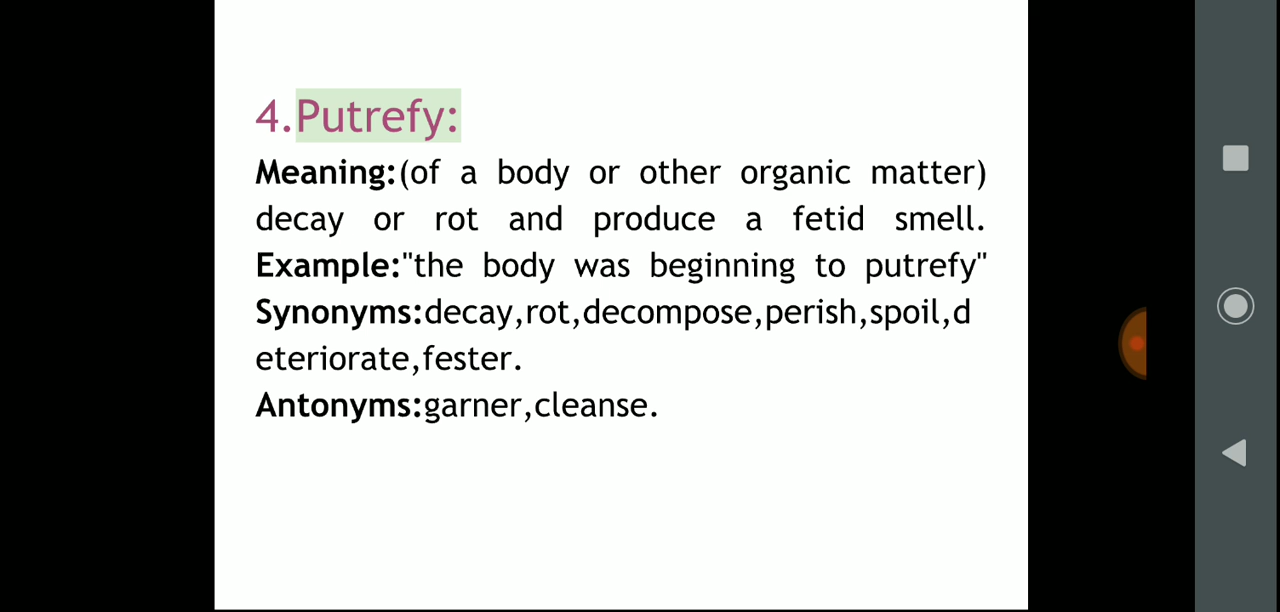 4.Putrefy:
Meaning:(of a body or other organic matter)
decay or rot and produce a fetid smell.
Example:"the body was beginning to putrefy"
Synonyms:decay,rot,decompose,perish,spoil,d
eteriorate,fester.
Antonyms:garner,cleanse.